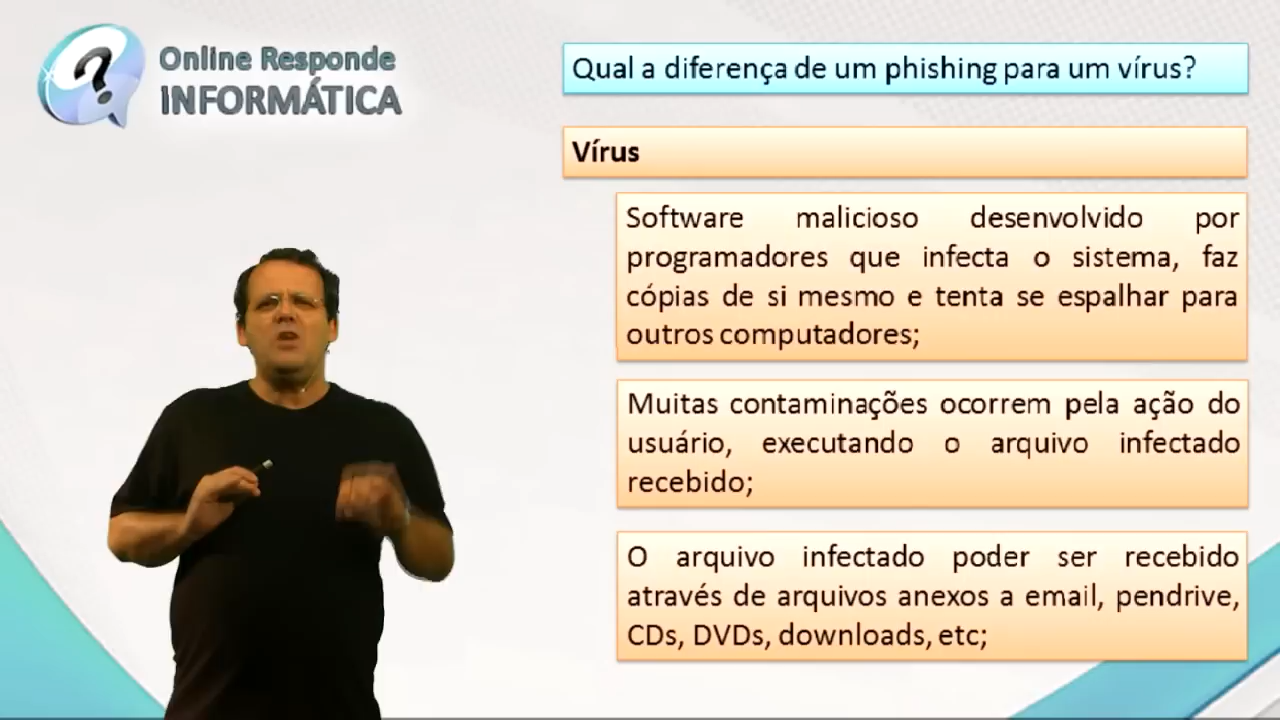 Online Responde
INFORMÁTICA
Qual a diferença de um phishing para um vírus?
Vírus
Software malicioso desenvolvido por
programadores que infecta o sistema, faz
cópias de si mesmo e tenta se espalhar para
outros computadores;
Muitas contaminações ocorrem pela ação do
usuário, executando o arquivo infectado
recebido;
O arquivo infectado poder ser recebido
através de arquivos anexos a email, pendrive,
CDs, DVDs, downloads, etc;